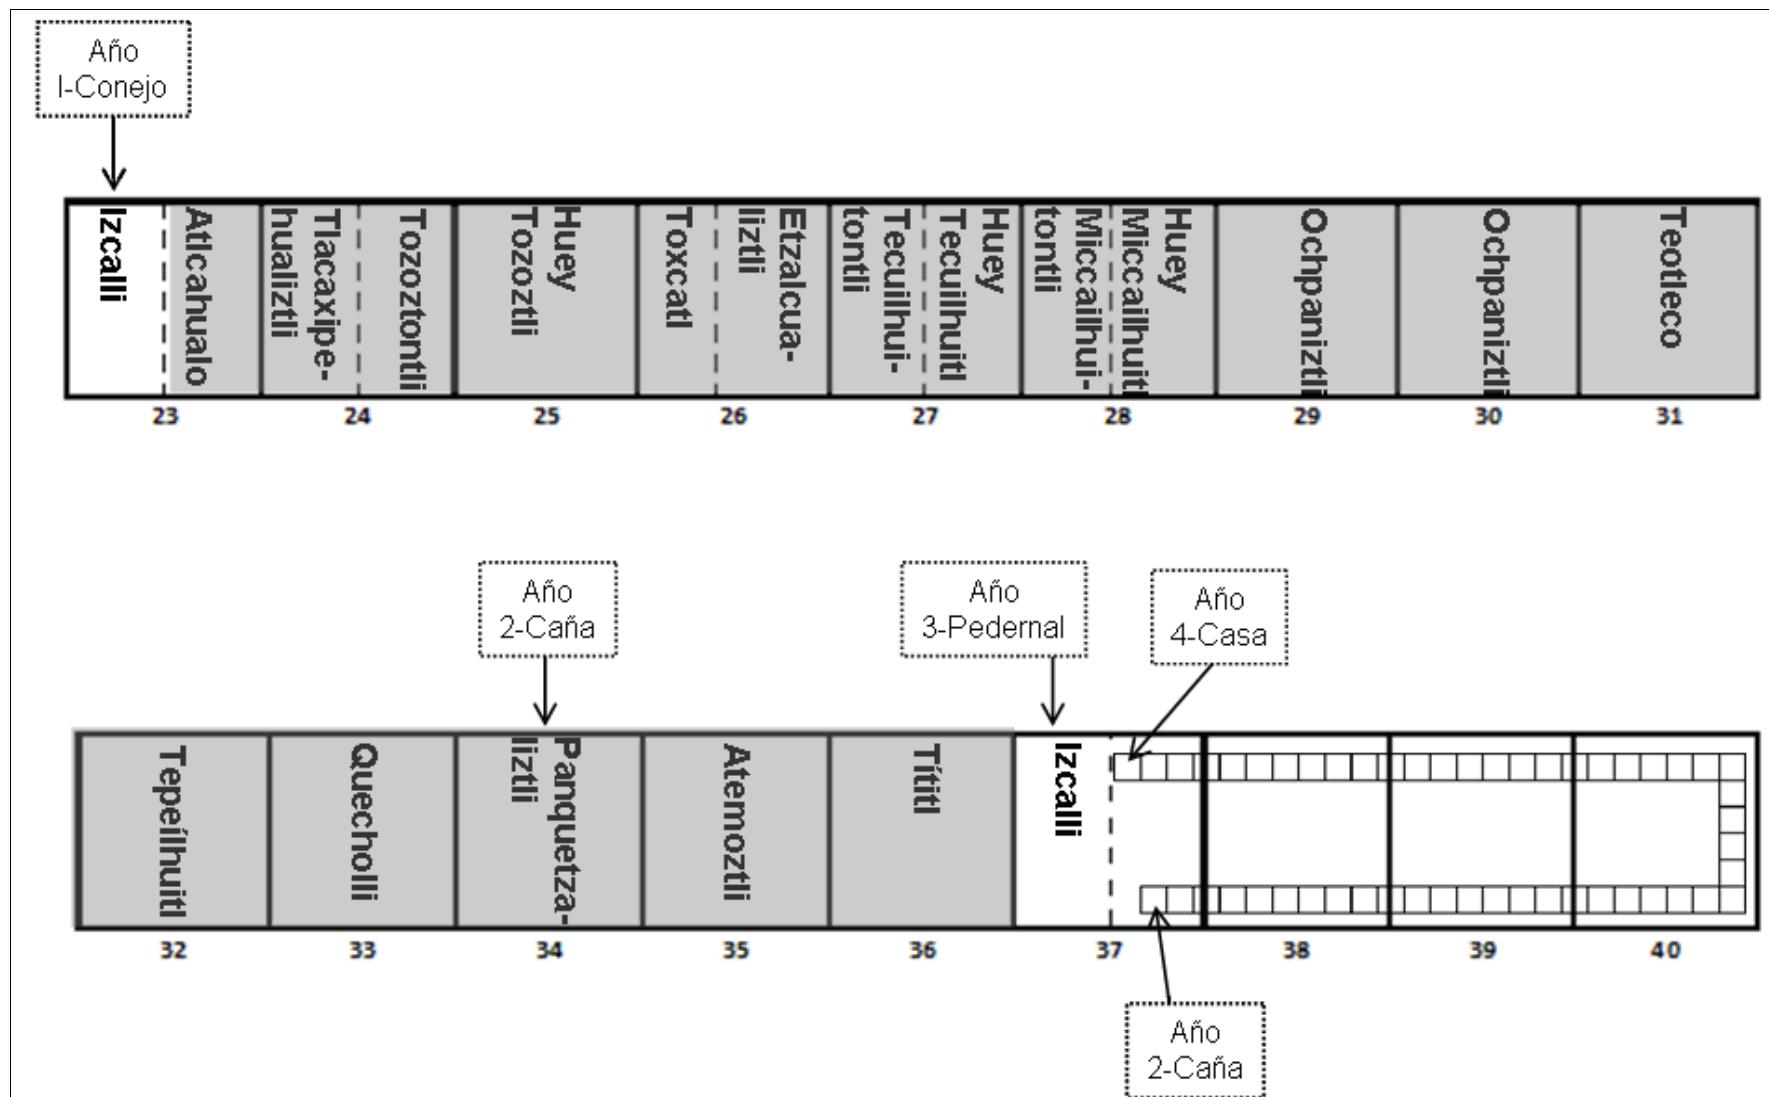 Año
I-Conejo
Izcalli
Atlcahualo
Tlacaxipe-
hualiztli
Tozoztontli
Huey
Tozoztli
Toxcatl
Etzalcua-
liztli
Tecuilhui-
tontli
Huey
Tecuilhuitl
Miccailhui-
tontli
Huey
Miccailhuitl
Ochpaniztli
Ochpaniztli
Teotleco
23
24
25
26
27
28
29
30
31
Año
2-Caña
Año
3-Pedernal
Año
4-Casa
Tepeílhuitl
Quecholli
Panquetza-
liztli
Atemoztli
Títitl
Izcalli
32
33
34
35
36
37
38
39
40
Año
2-Caña